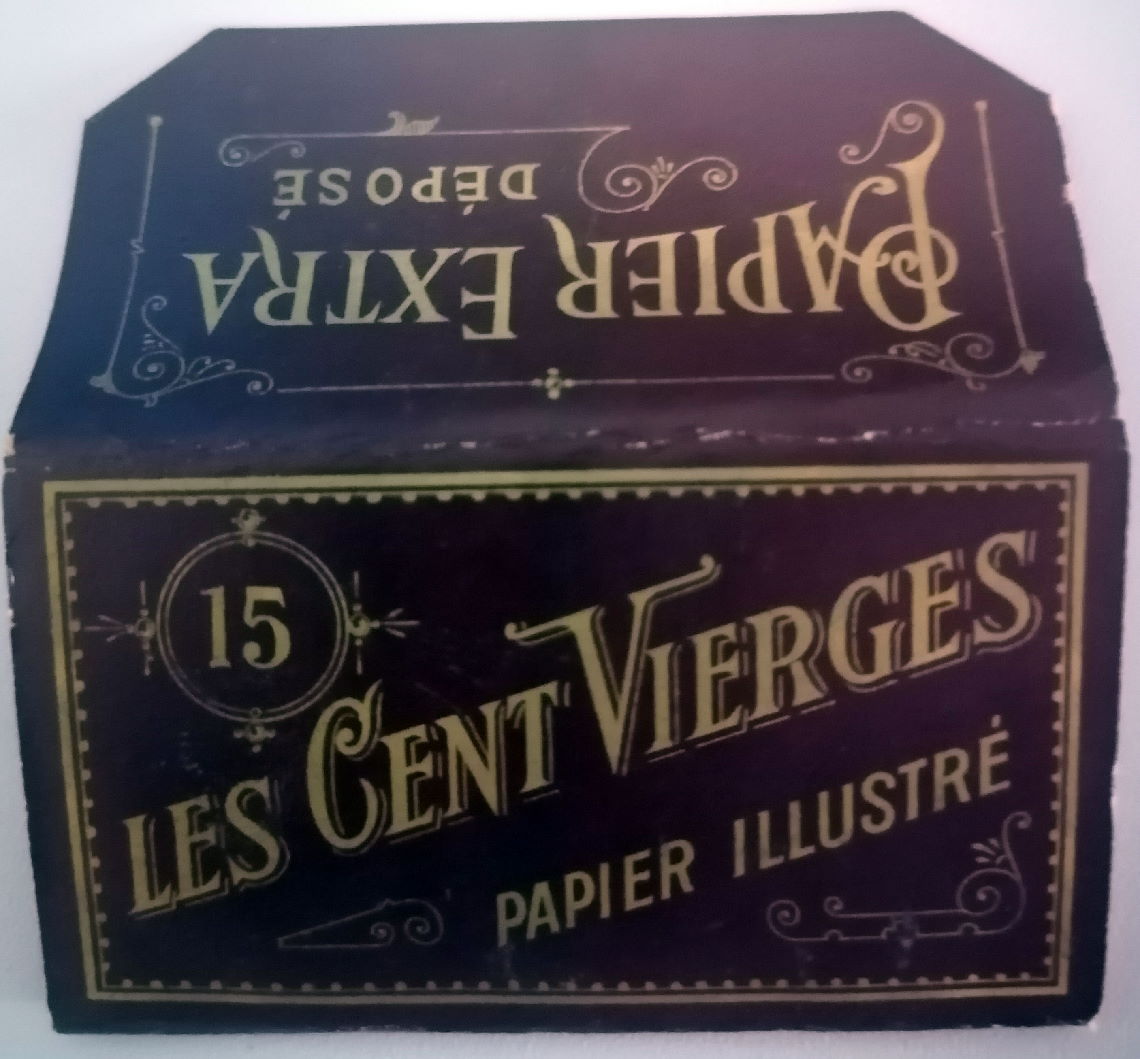 PAPIER EXTRA
DÉPOSÉ
15
LES CENT VIERGES
PAPIER ILLUSTRÉ